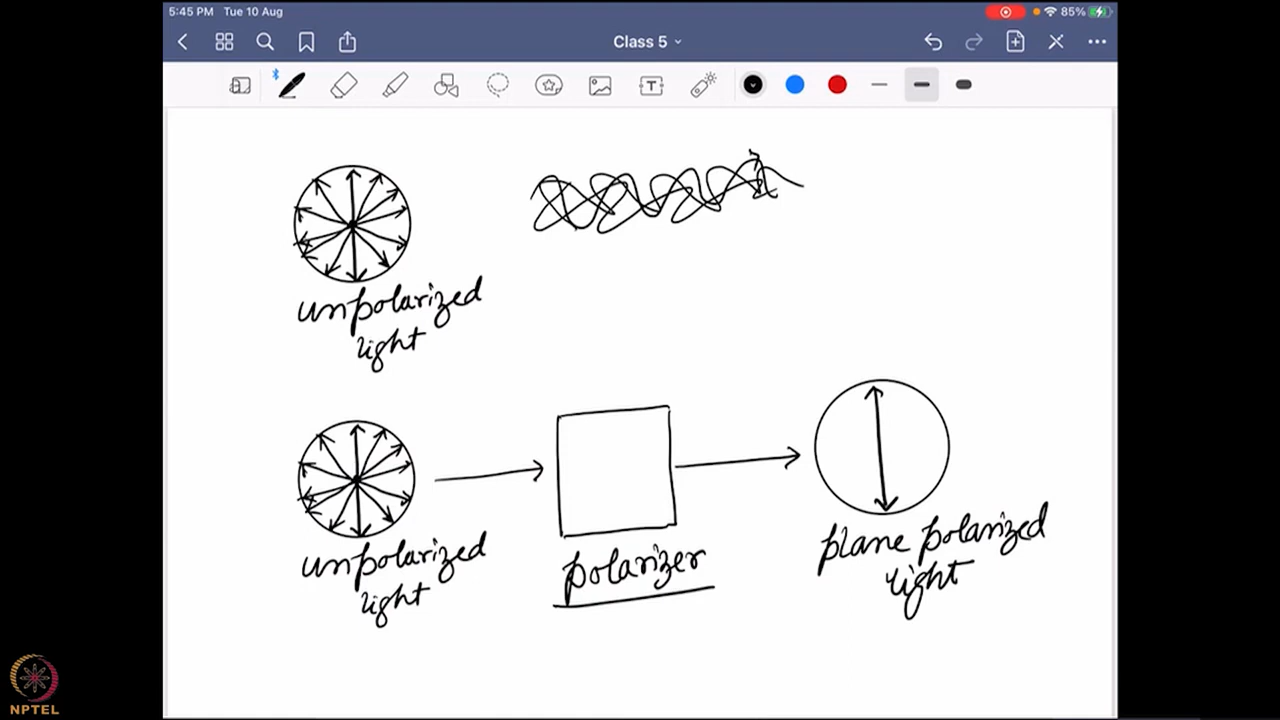 5:45 PM Tue 10 Aug
85%
Class 5
T
unpolarized
light
unpolarized
light
polarizer
plane polarized
light
NPTEL